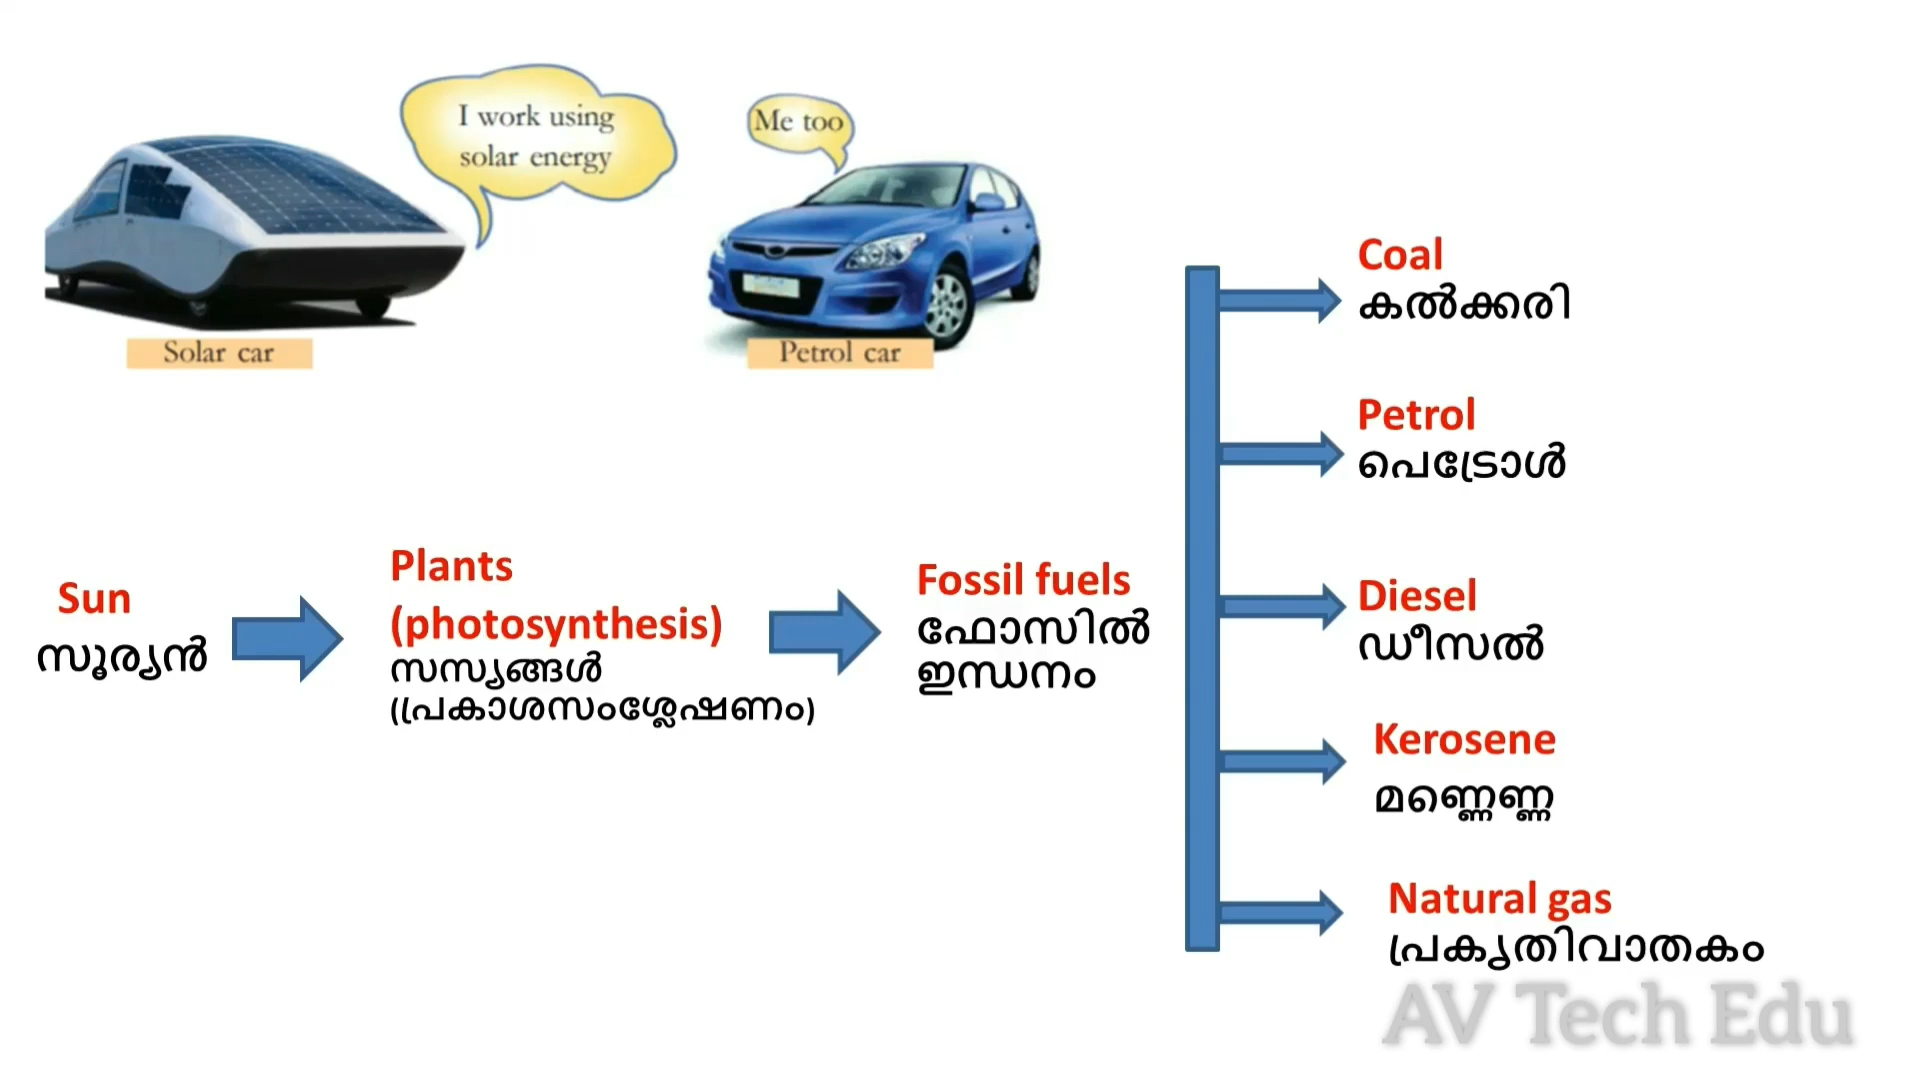 I work using
solar energy
Me too
Solar car
Petrol car
Sun
സൂര്യൻ
Plants
(photosynthesis)
സസ്യങ്ങൾ
(പ്രകാശസംശ്ലേഷണം)
Fossil fuels
ഫോസിൽ
ഇന്ധനം
Coal
കൽക്കരി
Petrol
പെട്രോൾ
Diesel
ഡീസൽ
Kerosene
മണ്ണെണ്ണ
Natural gas
പ്രകൃതിവാതകം
AV Tech Edu